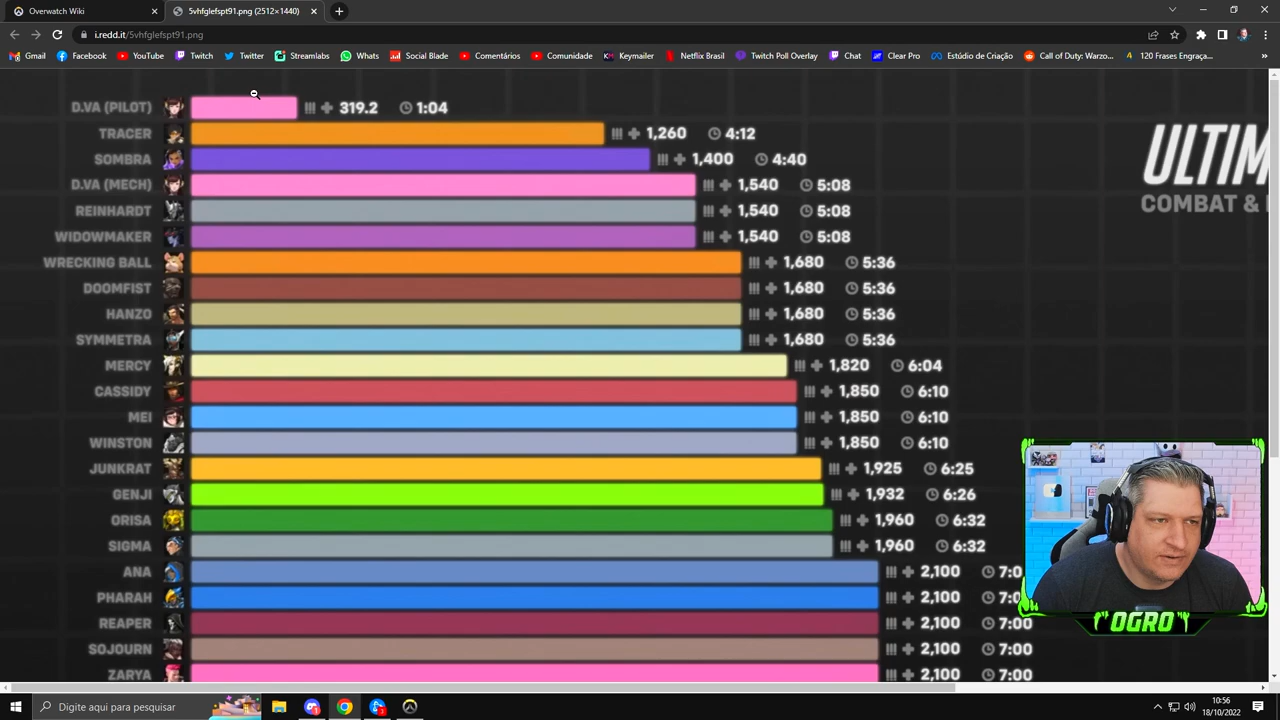 Overwatch Wiki
5vhfglefspt91.png (2512×1440)
i.redd.it/5vhfglefspt91.png
Gmail Facebook YouTube Twitch Twitter Streamlabs Whats Social Blade Comentários Comunidade Keymailer Netflix Brasil Twitch Poll Overlay Chat Clear Pro Estúdio de Criação Call of Duty: Warzo... 120 Frases Engraça... »
D.VA (PILOT) 319.2 1:04
TRACER 1,260 4:12
SOMBRA 1,400 4:40
D.VA (MECH) 1,540 5:08
REINHARDT 1,540 5:08
WIDOWMAKER 1,540 5:08
WRECKING BALL 1,680 5:36
DOOMFIST 1,680 5:36
HANZO 1,680 5:36
SYMMETRA 1,680 5:36
MERCY 1,820 6:04
CASSIDY 1,850 6:10
MEI 1,850 6:10
WINSTON 1,850 6:10
JUNKRAT 1,925 6:25
GENJI 1,932 6:26
ORISA 1,960 6:32
SIGMA 1,960 6:32
ANA 2,100 7:0
PHARAH 2,100 7:0
REAPER 2,100 7:00
SOJOURN 2,100 7:00
ZARYA 2,100 7:00
ULTIM
COMBAT &
OGRO
Digite aqui para pesquisar
10:56
18/10/2022